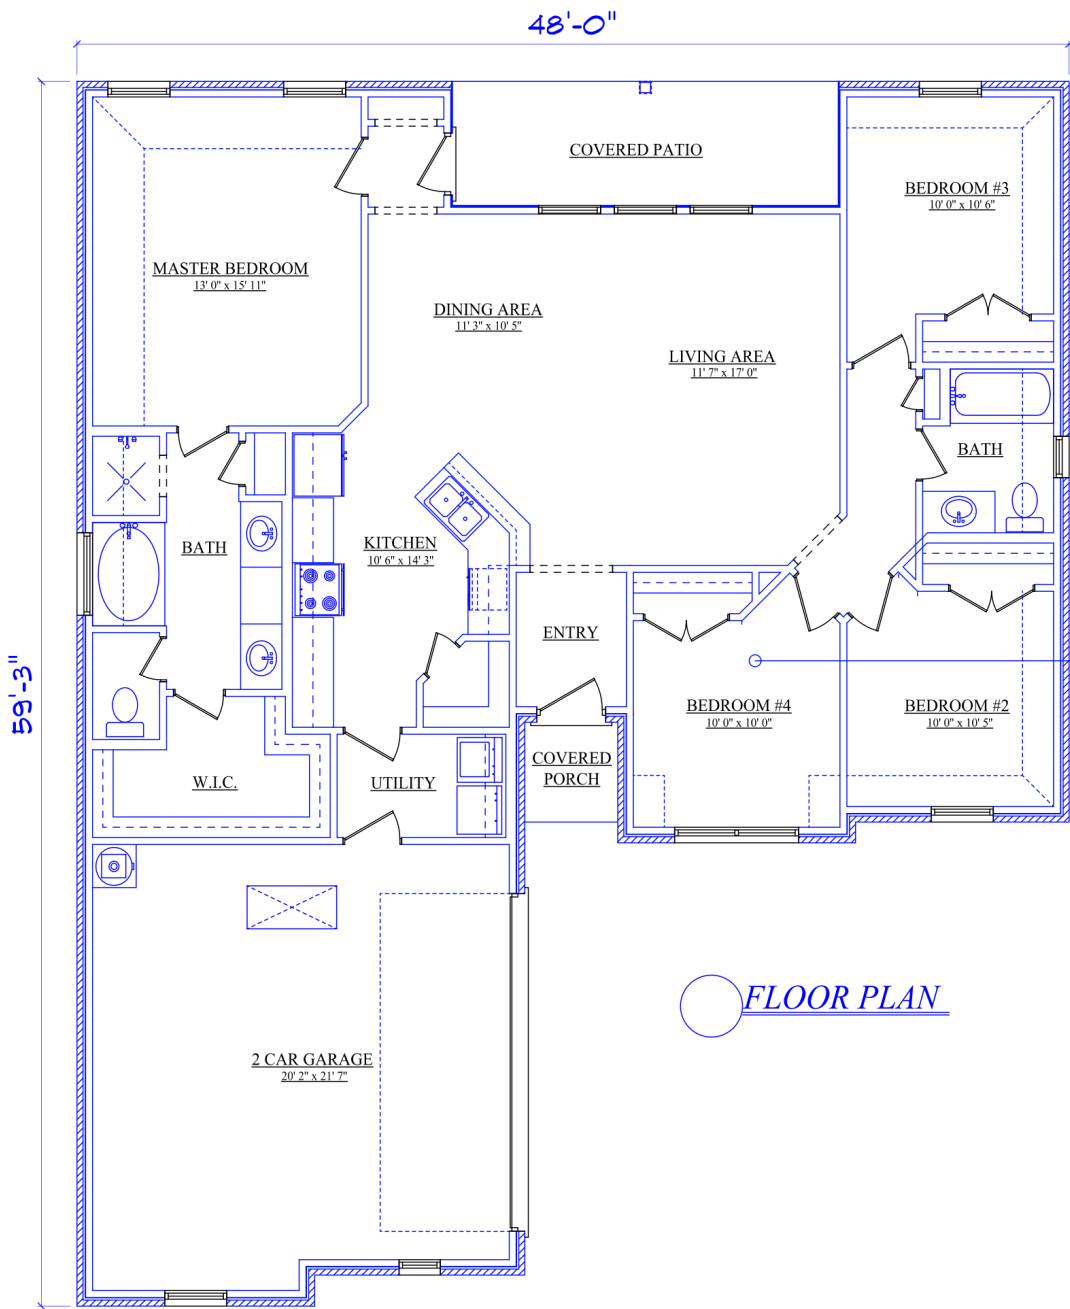 48'-0"
COVERED PATIO
BEDROOM #3
10' 0" x 10' 6"
MASTER BEDROOM
13' 0" x 15' 11"
DINING AREA
11' 3" x 10' 5"
LIVING AREA
11' 7" x 17' 0"
BATH
BATH
KITCHEN
10' 6" x 14' 3"
ENTRY
59'-3"
BEDROOM #4
10' 0" x 10' 0"
BEDROOM #2
10' 0" x 10' 5"
COVERED
PORCH
W.I.C.
UTILITY
FLOOR PLAN
2 CAR GARAGE
20' 2" x 21' 7"